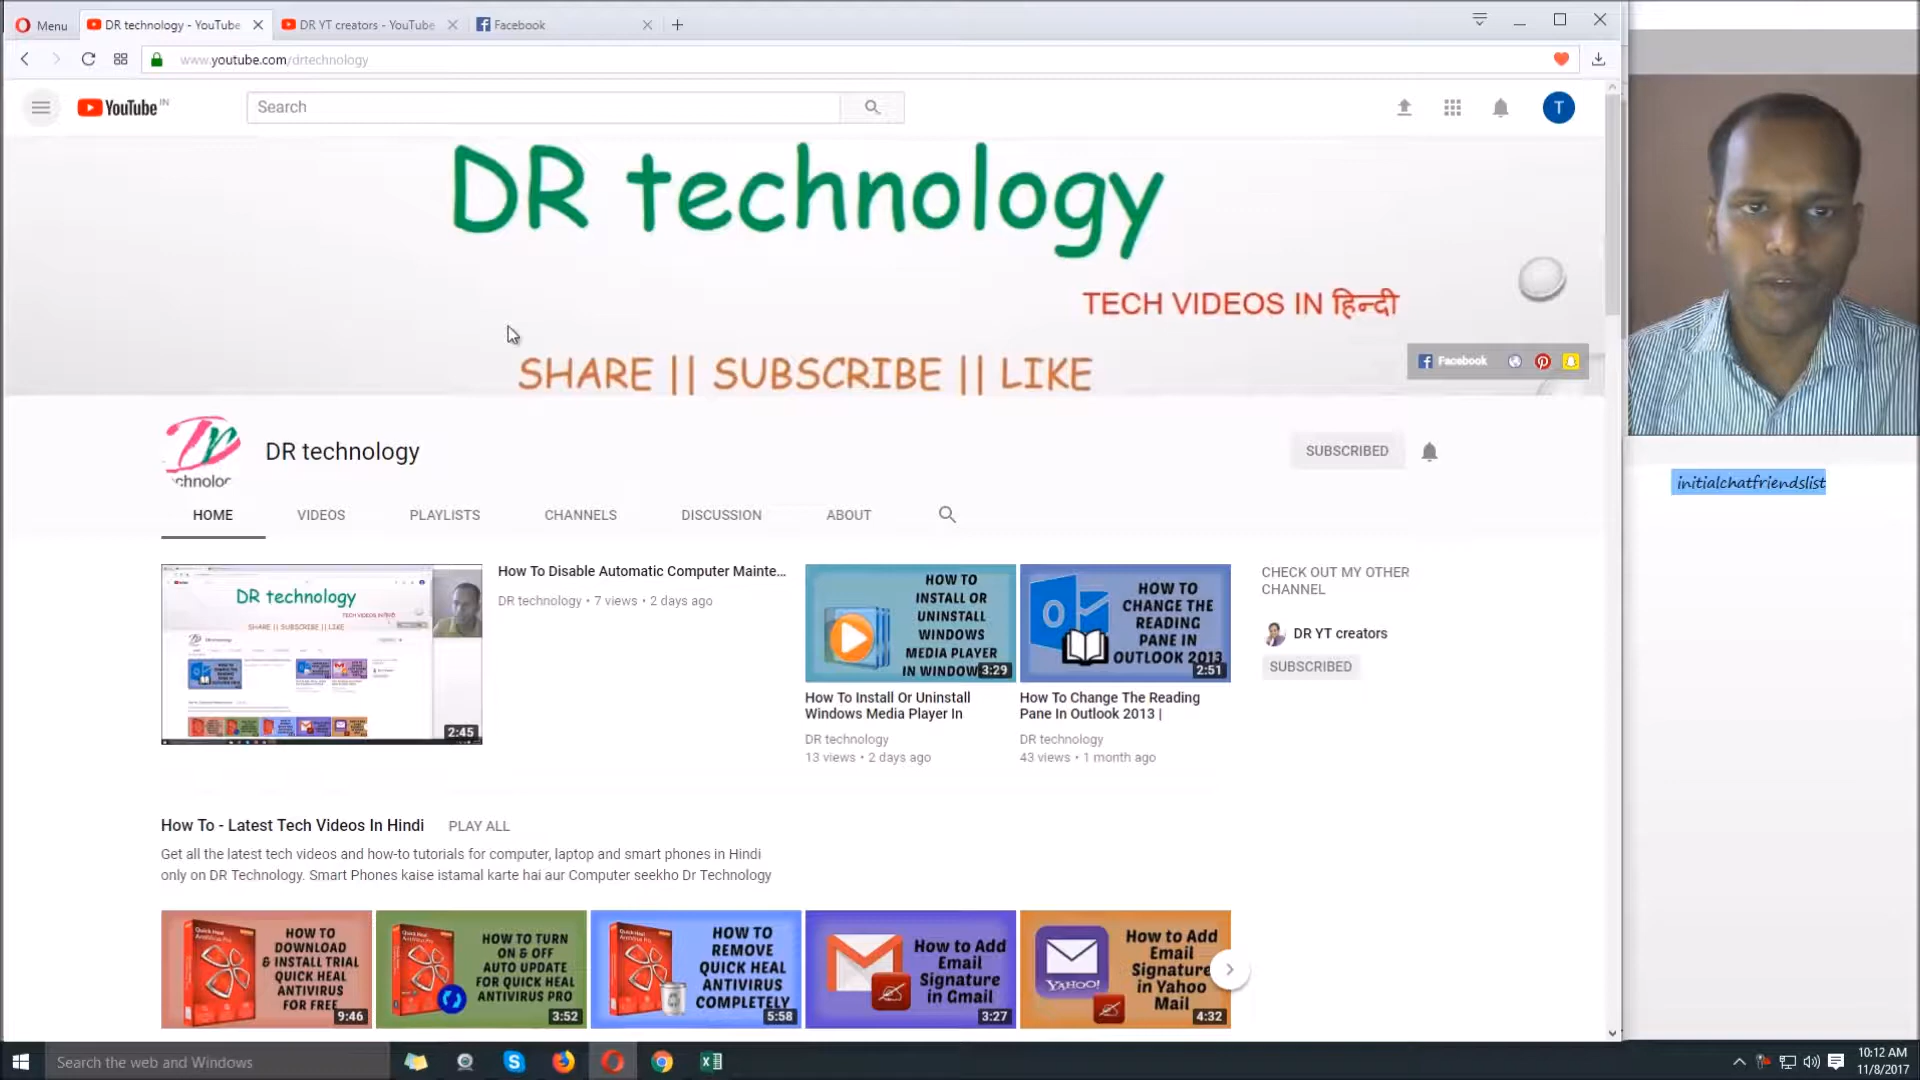 Menu
DR technology - YouTube
DR YT creators - YouTube
Facebook
www.youtube.com/drtechnology
YouTube IN
Search
T
DR technology
TECH VIDEOS IN हिन्दी
SHARE || SUBSCRIBE || LIKE
Facebook
DR technology
SUBSCRIBED
HOME
VIDEOS
PLAYLISTS
CHANNELS
DISCUSSION
ABOUT
initialchatfriendslist
DR technology
TECH VIDEOS IN हिन्दी
SHARE || SUBSCRIBE || LIKE
2:45
How To Disable Automatic Computer Mainte...
DR technology • 7 views • 2 days ago
HOW TO
INSTALL OR
UNINSTALL
WINDOWS
MEDIA PLAYER
IN WINDOW
3:29
How To Install Or Uninstall
Windows Media Player In
DR technology
13 views • 2 days ago
HOW TO
CHANGE THE
READING
PANE IN
OUTLOOK 2013
2:51
How To Change The Reading
Pane In Outlook 2013 |
DR technology
43 views • 1 month ago
CHECK OUT MY OTHER
CHANNEL
DR YT creators
SUBSCRIBED
How To - Latest Tech Videos In Hindi
PLAY ALL
Get all the latest tech videos and how-to tutorials for computer, laptop and smart phones in Hindi
only on DR Technology. Smart Phones kaise istamal karte hai aur Computer seekho Dr Technology
HOW TO
DOWNLOAD
& INSTALL TRIAL
QUICK HEAL
ANTIVIRUS
FOR FREE
9:46
HOW TO TURN
ON & OFF
AUTO UPDATE
FOR QUICK HEAL
ANTIVIRUS PRO
3:52
HOW TO
REMOVE
QUICK HEAL
ANTIVIRUS
COMPLETELY
5:58
How to Add
Email
Signature
in Gmail
3:27
YAHOO!
How to Add
Email
Signature
in Yahoo
Mail
4:32
Search the web and Windows
10:12 AM
11/8/2017